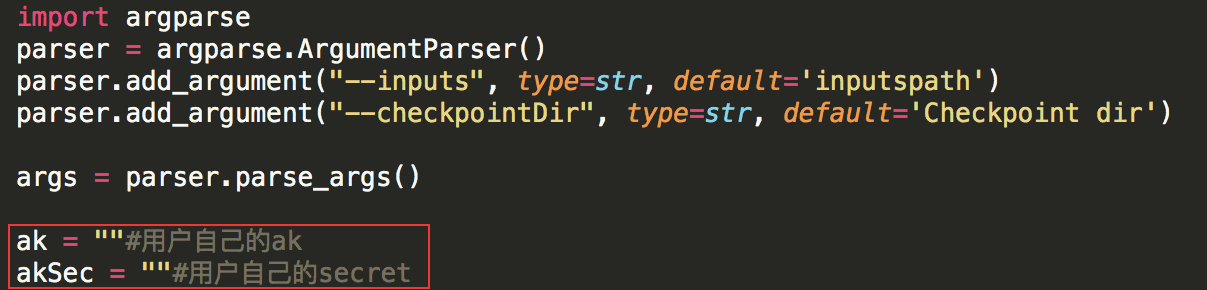 import argparse
parser = argparse.ArgumentParser()
parser.add_argument("--inputs", type=str, default='inputspath')
parser.add_argument("--checkpointDir", type=str, default='Checkpoint dir')
args = parser.parse_args()
ak = ""#用户自己的ak
akSec = ""#用户自己的secret